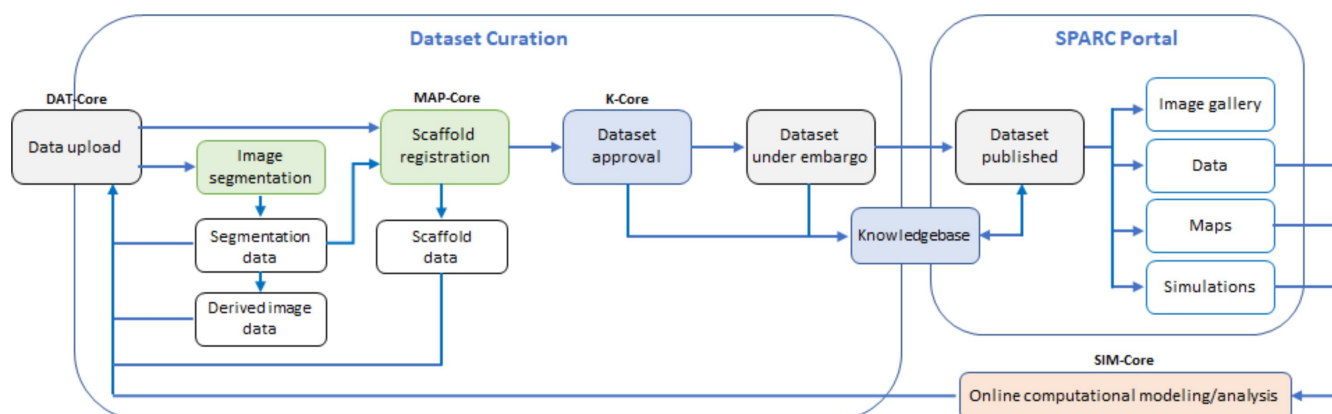 Dataset Curation
SPARC Portal
DAT-Core
MAP-Core
K-Core
Data upload
Image
segmentation
Segmentation
data
Derived image
data
Scaffold
registration
Scaffold
data
Dataset
approval
Dataset
under embargo
Knowledgebase
Dataset
published
Image gallery
Data
Maps
Simulations
SIM-Core
Online computational modeling/analysis